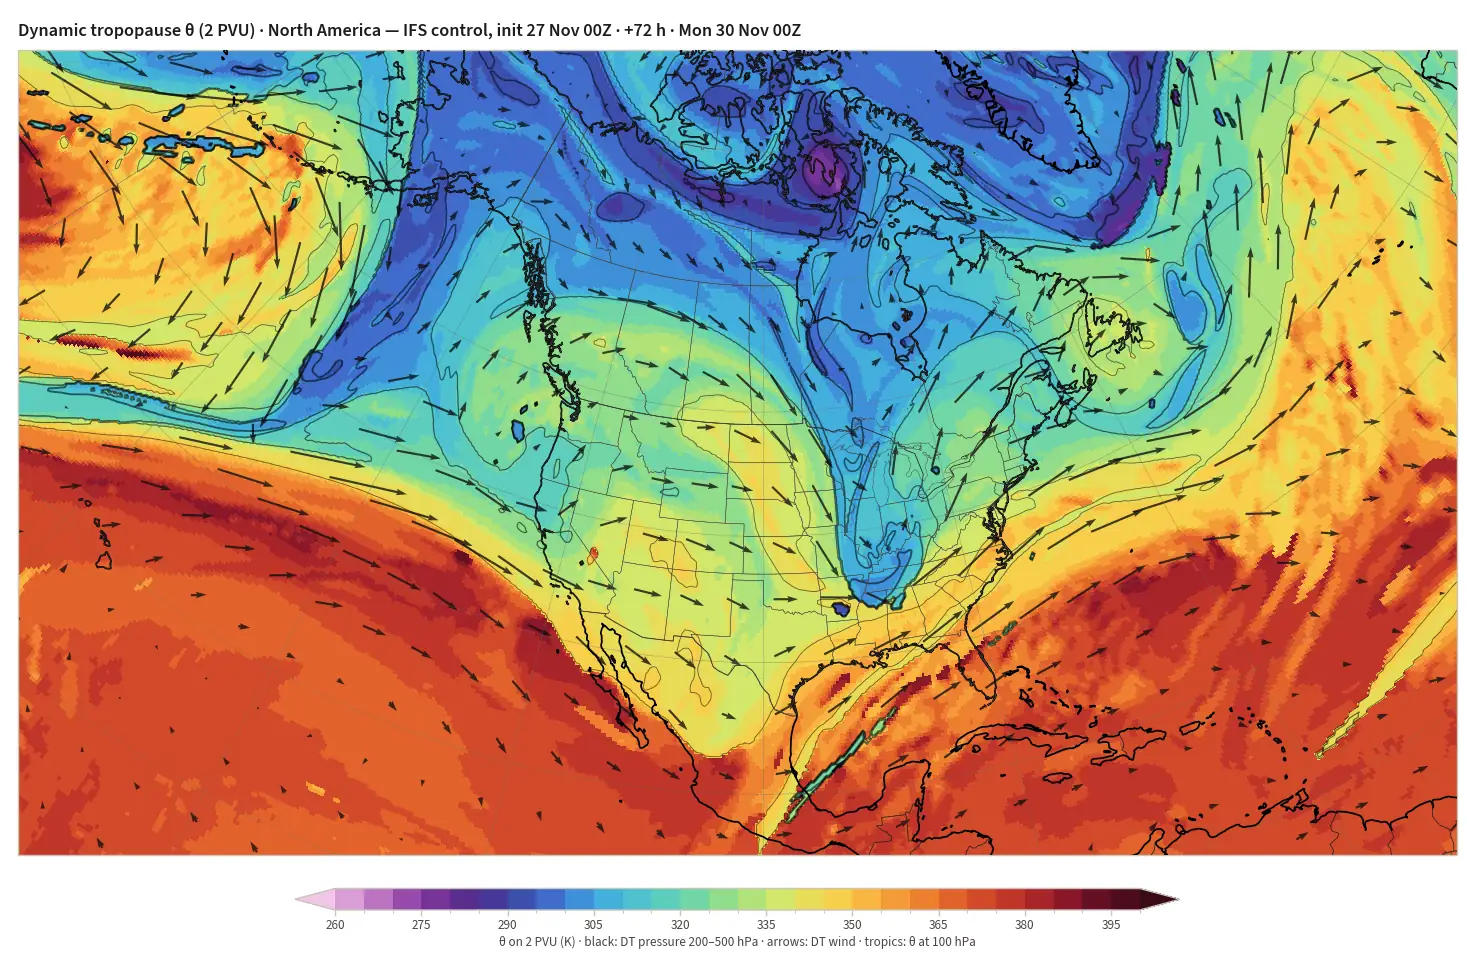 Dynamic tropopause θ (2 PVU) · North America — IFS control, init 27 Nov 00Z · +72 h · Mon 30 Nov 00Z
260 275 290 305 320 335 350 365 380 395
θ on 2 PVU (K) · black: DT pressure 200–500 hPa · arrows: DT wind · tropics: θ at 100 hPa